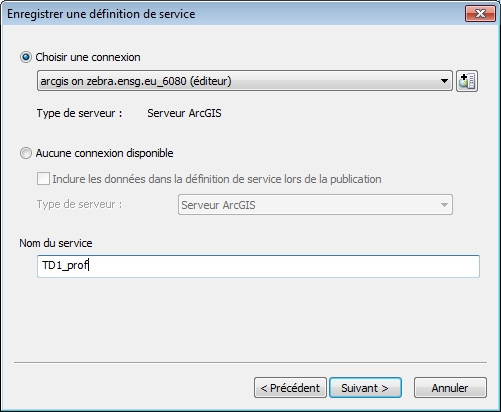 Enregistrer une définition de service
Choisir une connexion
arcgis on zebra.ensg.eu_6080 (éditeur)
Type de serveur : Serveur ArcGIS
Aucune connexion disponible
Inclure les données dans la définition de service lors de la publication
Type de serveur : Serveur ArcGIS
Nom du service
TD1_prof
< Précédent Suivant > Annuler